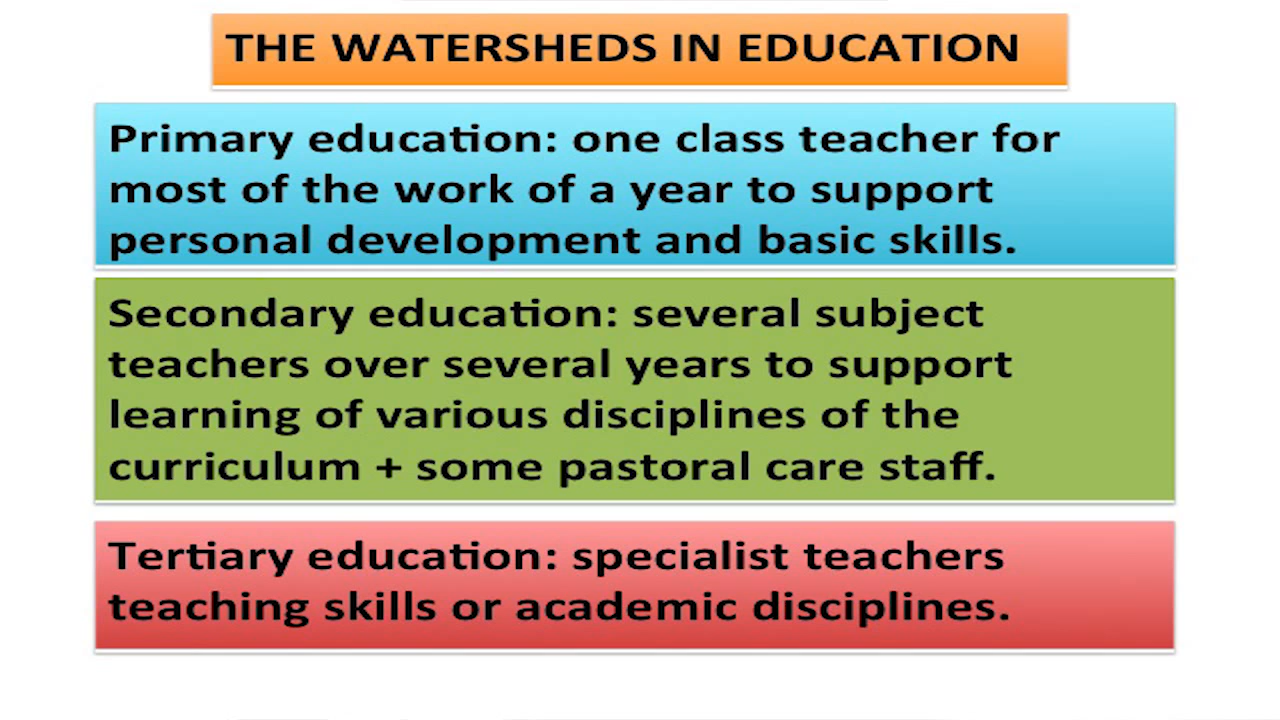 THE WATERSHEDS IN EDUCATION
Primary education: one class teacher for
most of the work of a year to support
personal development and basic skills.
Secondary education: several subject
teachers over several years to support
learning of various disciplines of the
curriculum + some pastoral care staff.
Tertiary education: specialist teachers
teaching skills or academic disciplines.